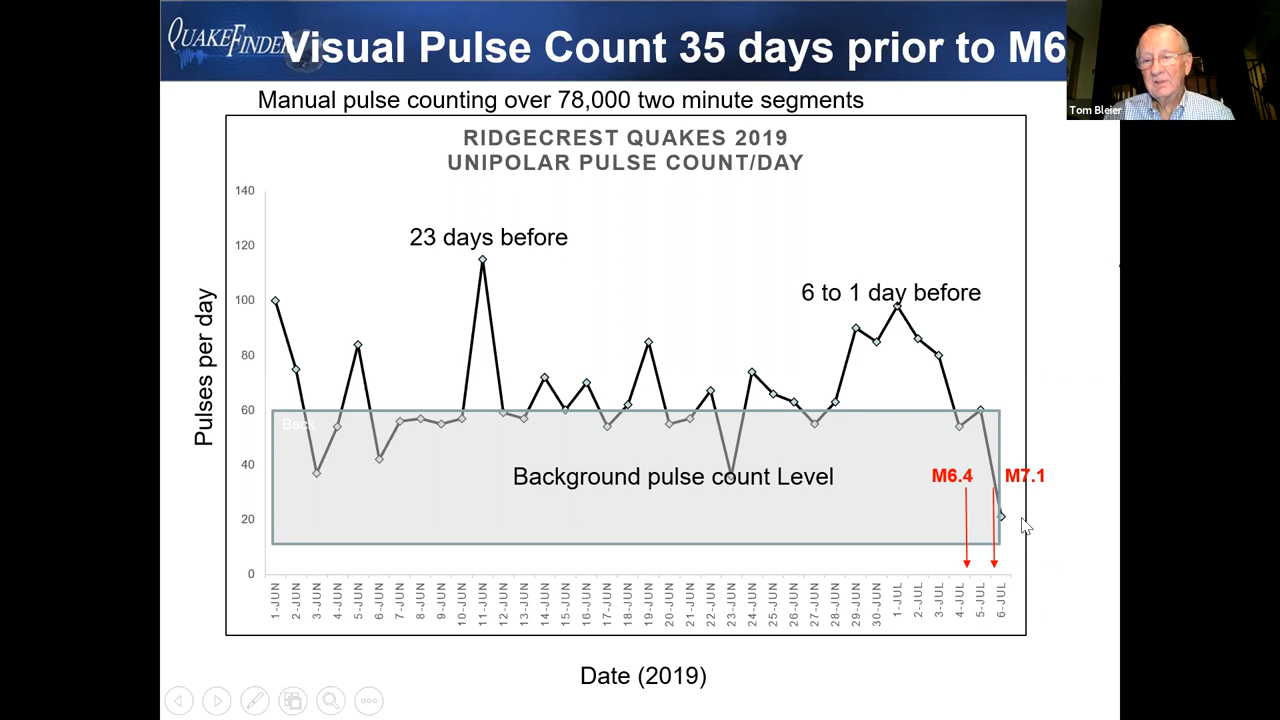 QUAKEFINDER
Visual Pulse Count 35 days prior to M6
Tom Bleier
Manual pulse counting over 78,000 two minute segments
RIDGECREST QUAKES 2019
UNIPOLAR PULSE COUNT/DAY
140
120
100
80
60
40
20
0
Pulses per day
23 days before
6 to 1 day before
Back
Background pulse count Level
M6.4
M7.1
1-JUN
2-JUN
3-JUN
4-JUN
5-JUN
6-JUN
7-JUN
8-JUN
9-JUN
10-JUN
11-JUN
12-JUN
13-JUN
14-JUN
15-JUN
16-JUN
17-JUN
18-JUN
19-JUN
20-JUN
21-JUN
22-JUN
23-JUN
24-JUN
25-JUN
26-JUN
27-JUN
28-JUN
29-JUN
30-JUN
1-JUL
2-JUL
3-JUL
4-JUL
5-JUL
6-JUL
Date (2019)